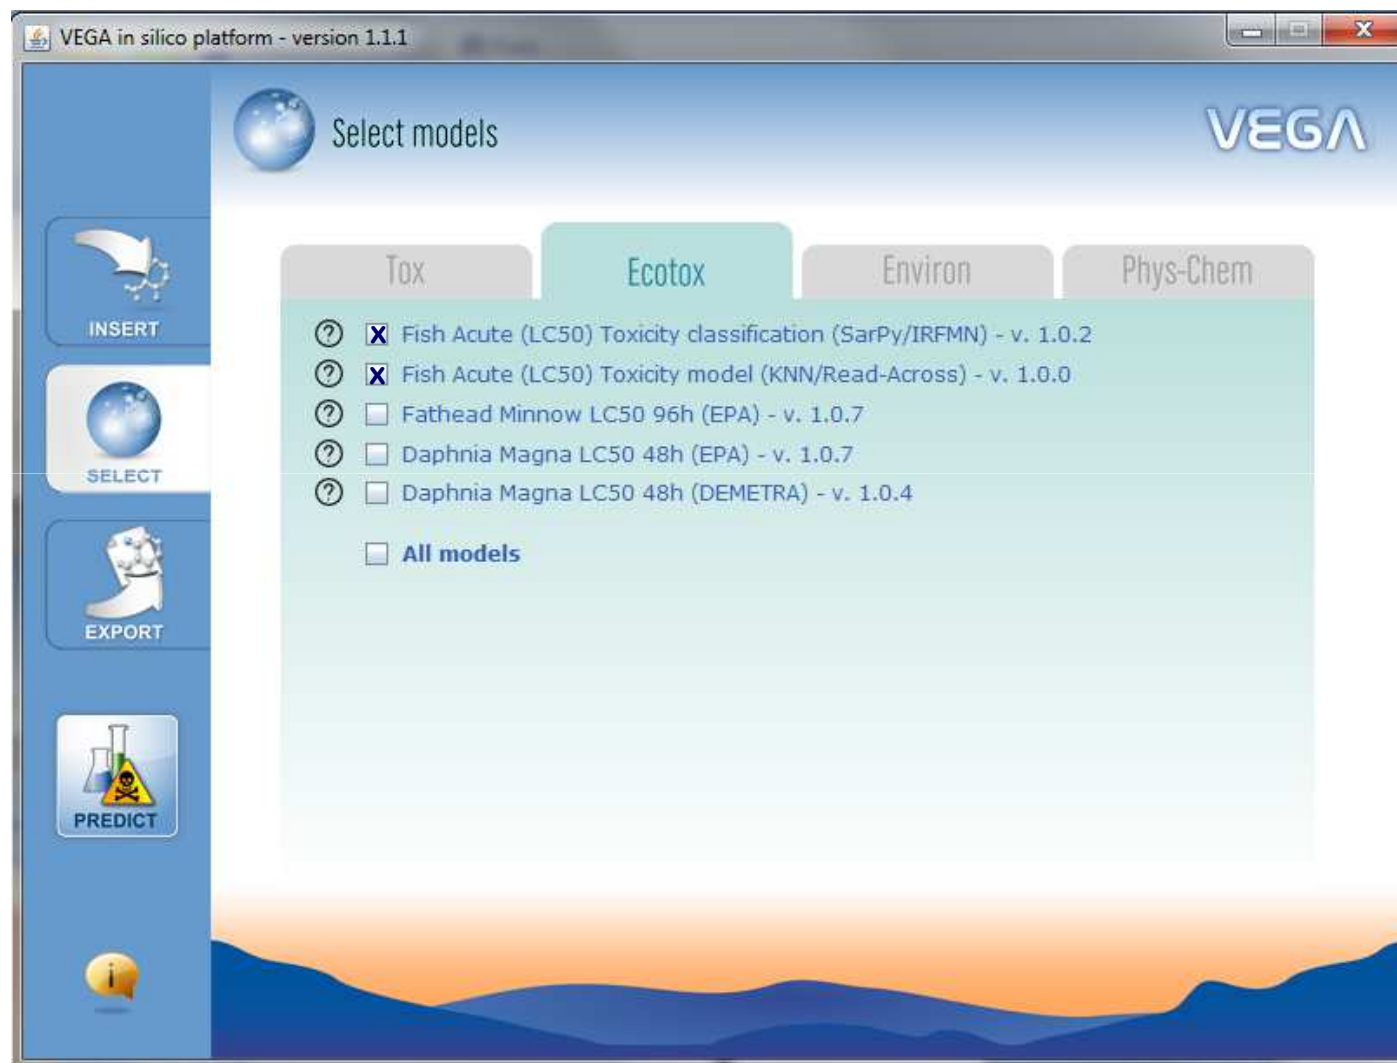 VEGA in silico platform - version 1.1.1
Select models
VEGA
INSERT
SELECT
EXPORT
PREDICT
i
Tox
Ecotox
Environ
Phys-Chem
? X Fish Acute (LC50) Toxicity classification (SarPy/IRFMN) - v. 1.0.2
? X Fish Acute (LC50) Toxicity model (KNN/Read-Across) - v. 1.0.0
? Fathead Minnow LC50 96h (EPA) - v. 1.0.7
? Daphnia Magna LC50 48h (EPA) - v. 1.0.7
? Daphnia Magna LC50 48h (DEMETRA) - v. 1.0.4
All models